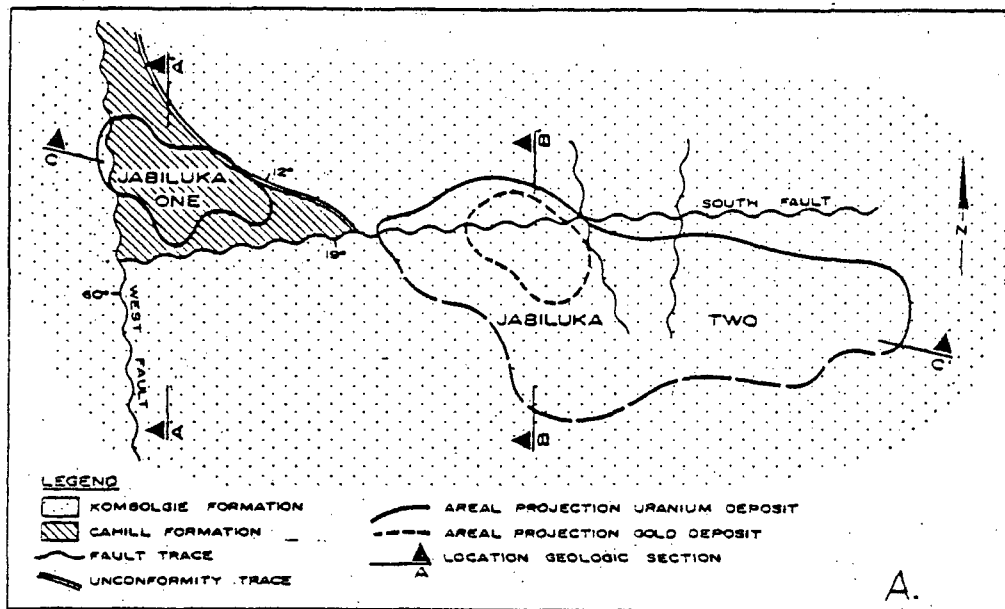 A
C
JABILUKA
ONE
12°
B
SOUTH FAULT
N
19°
60°
WEST FAULT
JABILUKA TWO
C
A
B
LEGEND
KOMBOLGIE FORMATION
CAHILL FORMATION
FAULT TRACE
UNCONFORMITY TRACE
AREAL PROJECTION URANIUM DEPOSIT
AREAL PROJECTION GOLD DEPOSIT
A LOCATION GEOLOGIC SECTION
A.